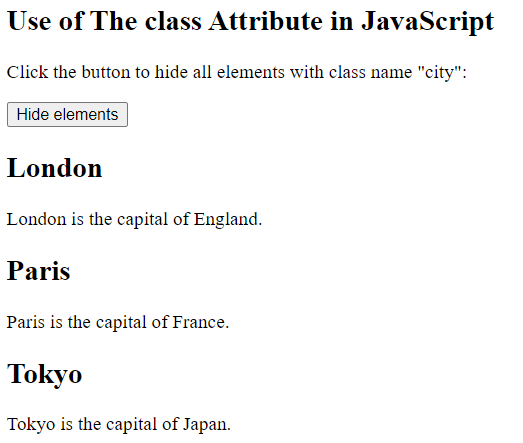 Use of The class Attribute in JavaScript
Click the button to hide all elements with class name "city":
Hide elements
London
London is the capital of England.
Paris
Paris is the capital of France.
Tokyo
Tokyo is the capital of Japan.